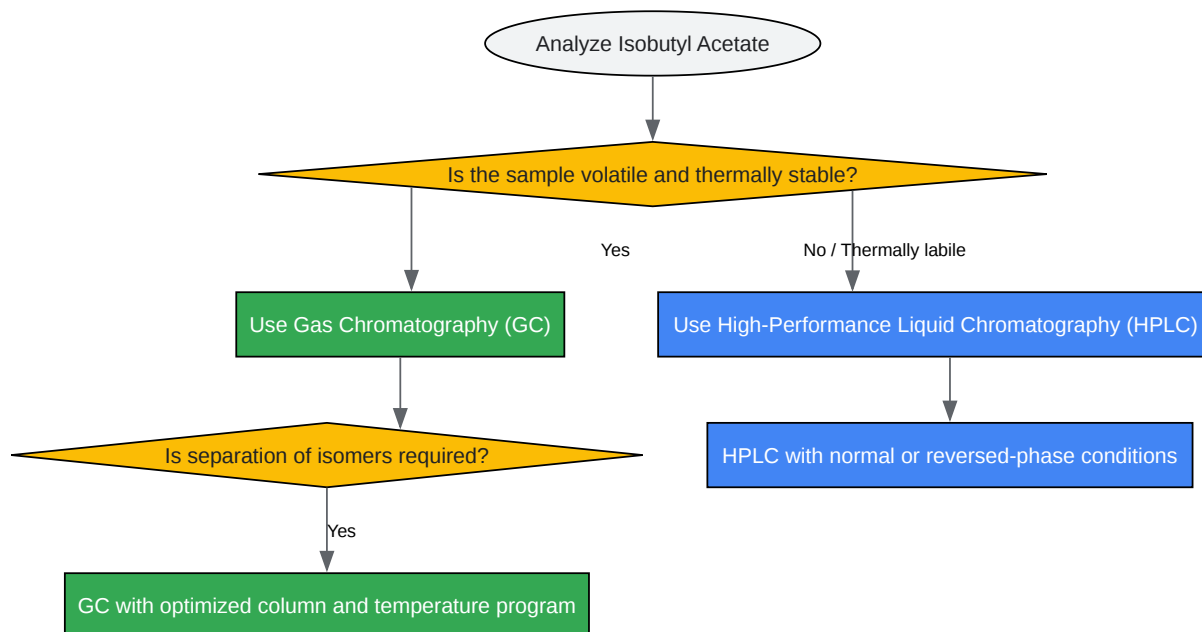 Analyze Isobutyl Acetate
Is the sample volatile and thermally stable?
Yes
No / Thermally labile
Use Gas Chromatography (GC)
Use High-Performance Liquid Chromatography (HPLC)
Is separation of isomers required?
HPLC with normal or reversed-phase conditions
Yes
GC with optimized column and temperature program